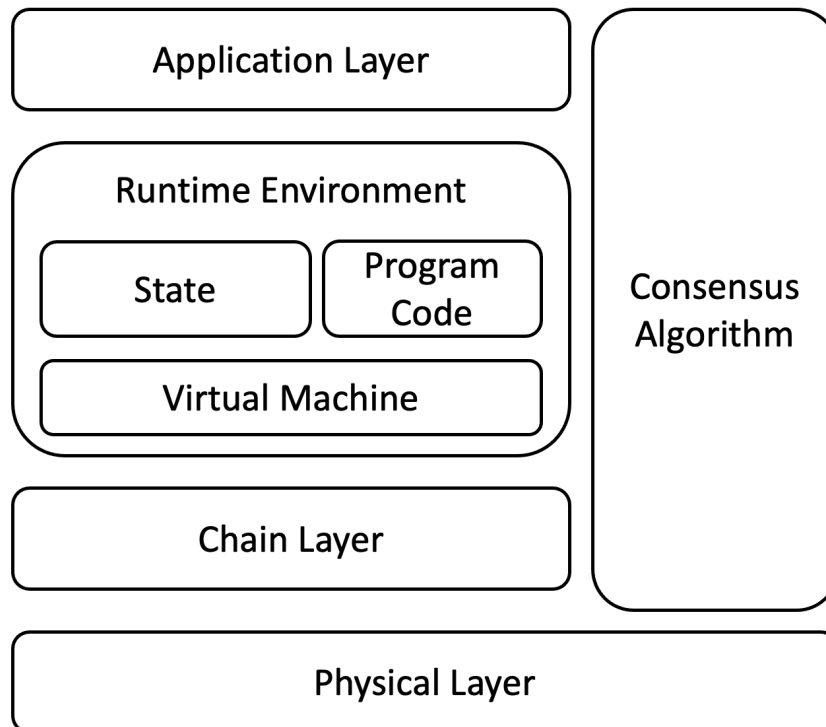 Application Layer
Runtime Environment
State
Program
Code
Virtual Machine
Chain Layer
Consensus
Algorithm
Physical Layer